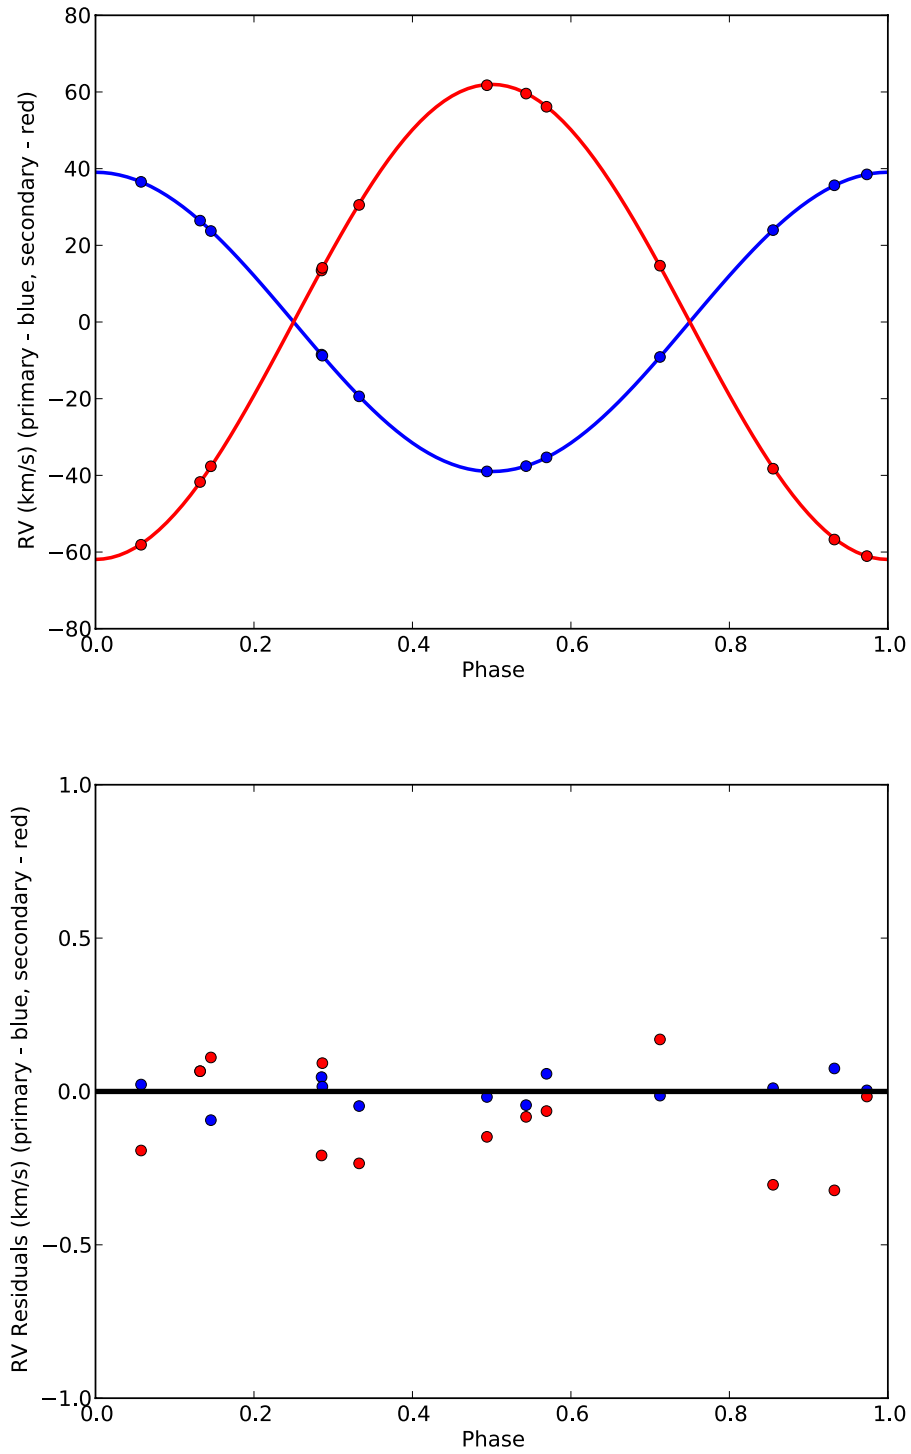 RV (km/s) (primary - blue, secondary - red)
80
60
40
20
0
−20
−40
−60
−80
0.0 0.2 0.4 0.6 0.8 1.0
Phase
RV Residuals (km/s) (primary - blue, secondary - red)
1.0
0.5
0.0
−0.5
−1.0
0.0 0.2 0.4 0.6 0.8 1.0
Phase